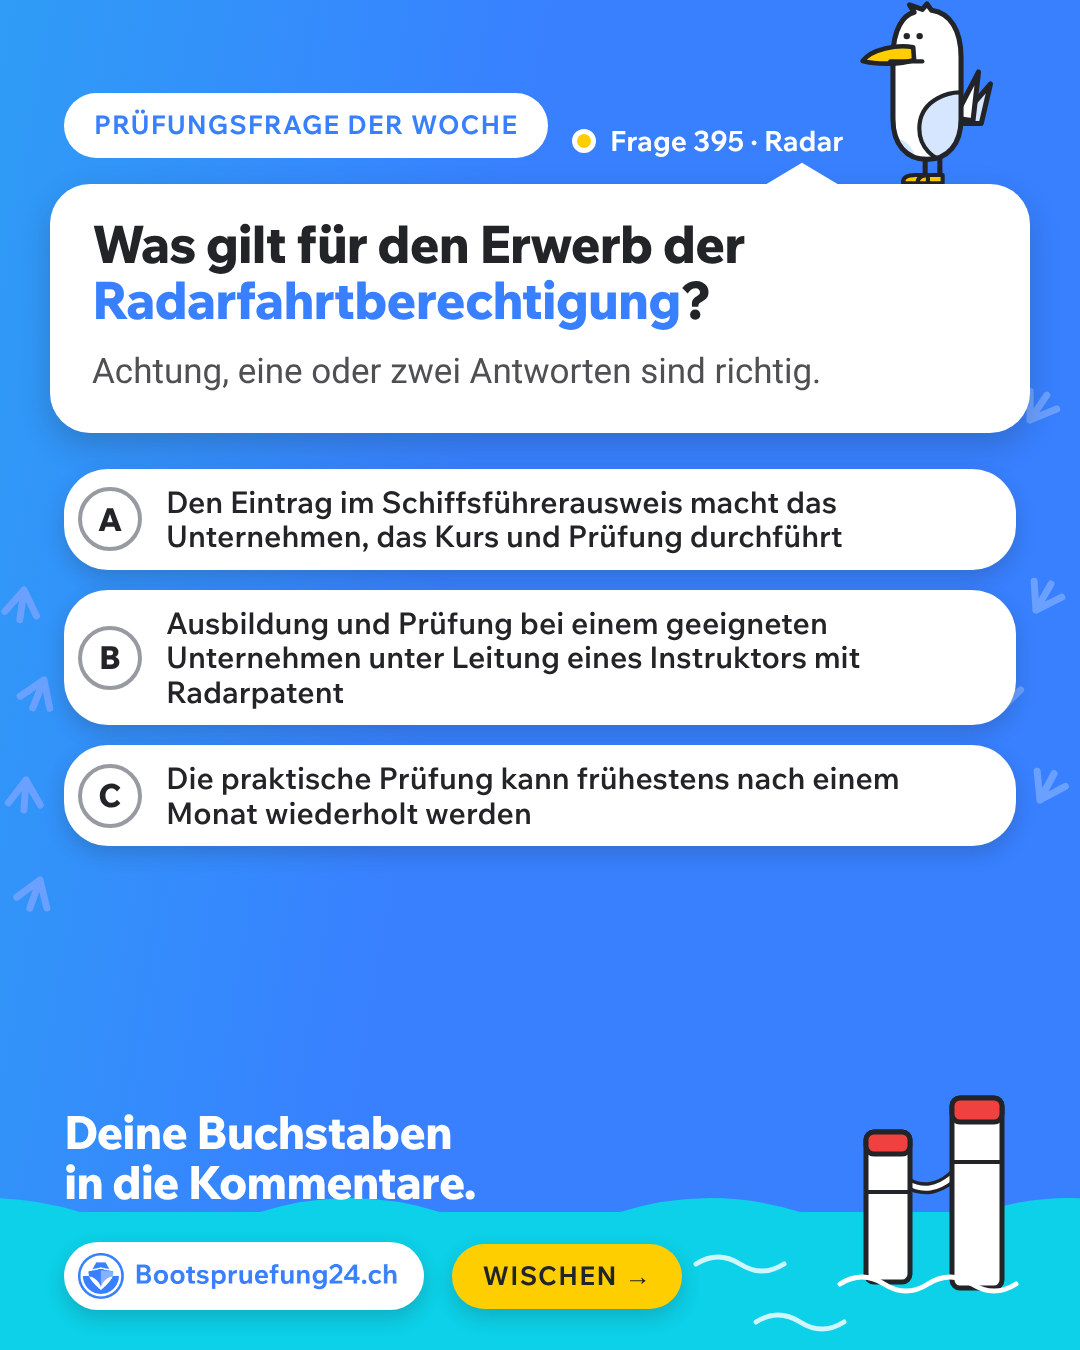 PRÜFUNGSFRAGE DER WOCHE
Frage 395 · Radar
Was gilt für den Erwerb der
Radarfahrtberechtigung?
Achtung, eine oder zwei Antworten sind richtig.
A
Den Eintrag im Schiffsführerausweis macht das
Unternehmen, das Kurs und Prüfung durchführt
B
Ausbildung und Prüfung bei einem geeigneten
Unternehmen unter Leitung eines Instruktors mit
Radarpatent
C
Die praktische Prüfung kann frühestens nach einem
Monat wiederholt werden
Deine Buchstaben
in die Kommentare.
Bootspruefung24.ch
WISCHEN →